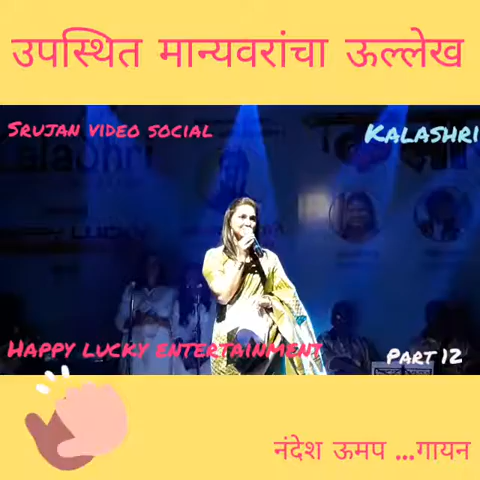 उपस्थित मान्यवरांचा ऊल्लेख
SRUJAN VIDEO SOCIAL
KALASHRI
HAPPY LUCKY ENTERTAINMENT
PART 12
नंदेश ऊमप ...गायन